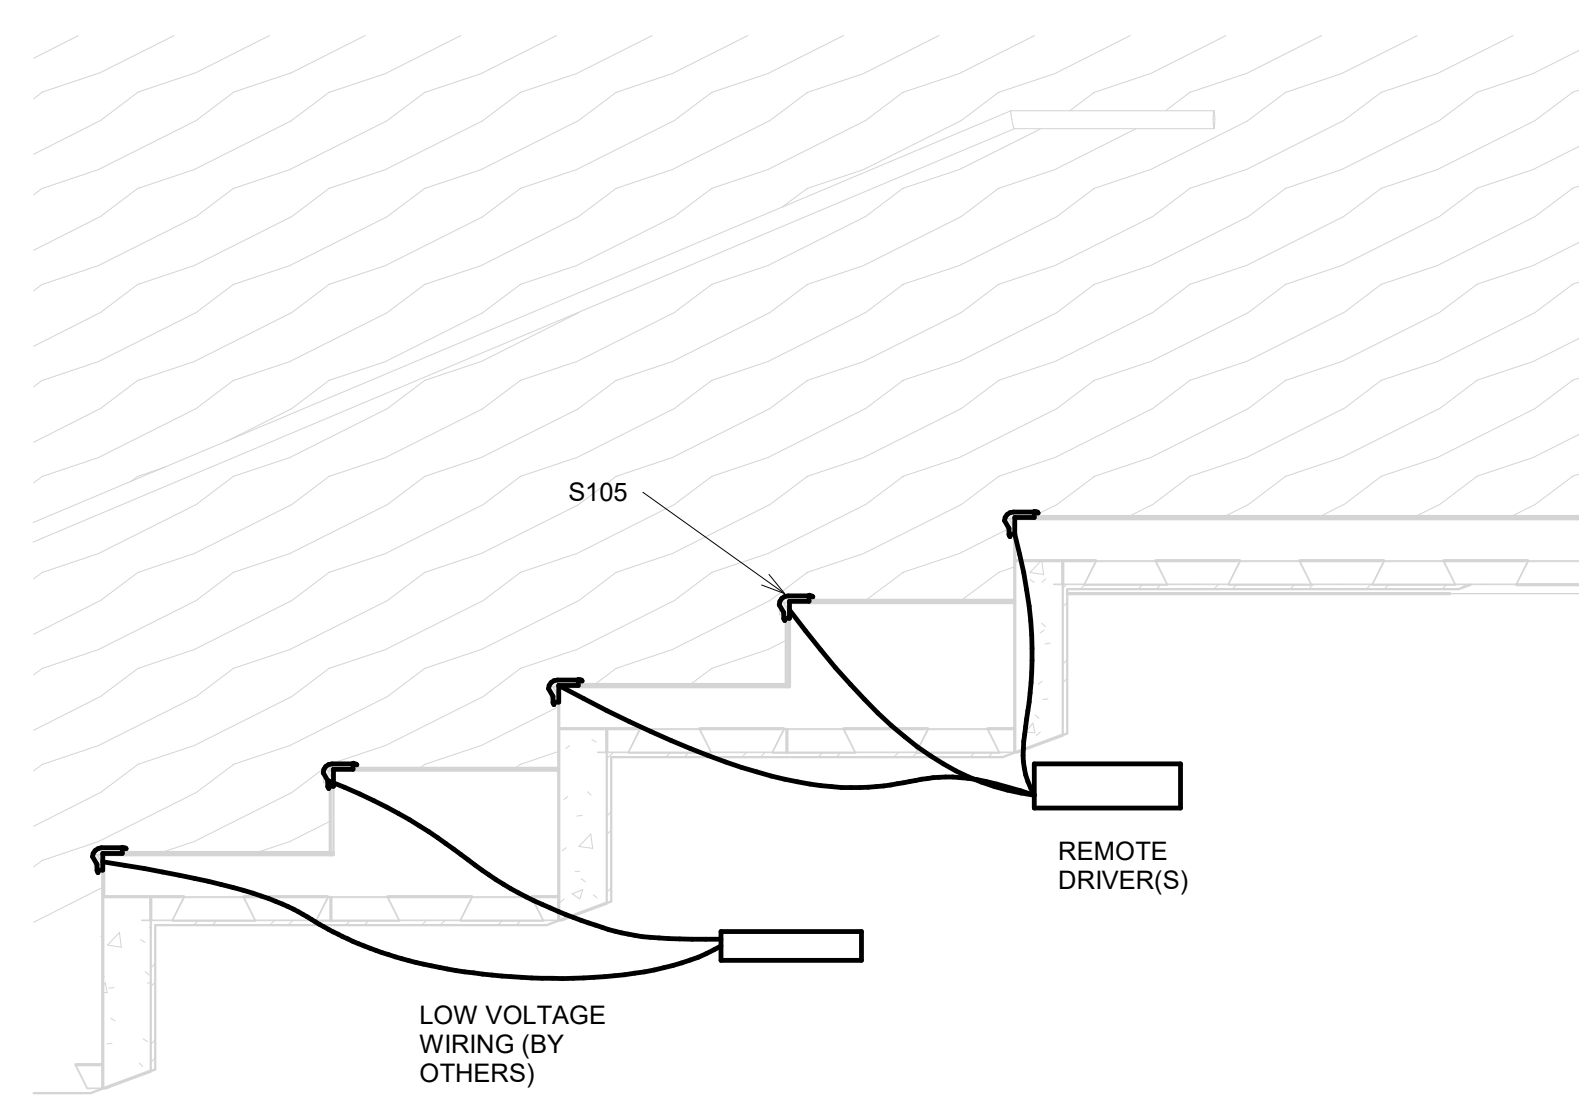 S105
REMOTE
DRIVER(S)
LOW VOLTAGE
WIRING (BY
OTHERS)